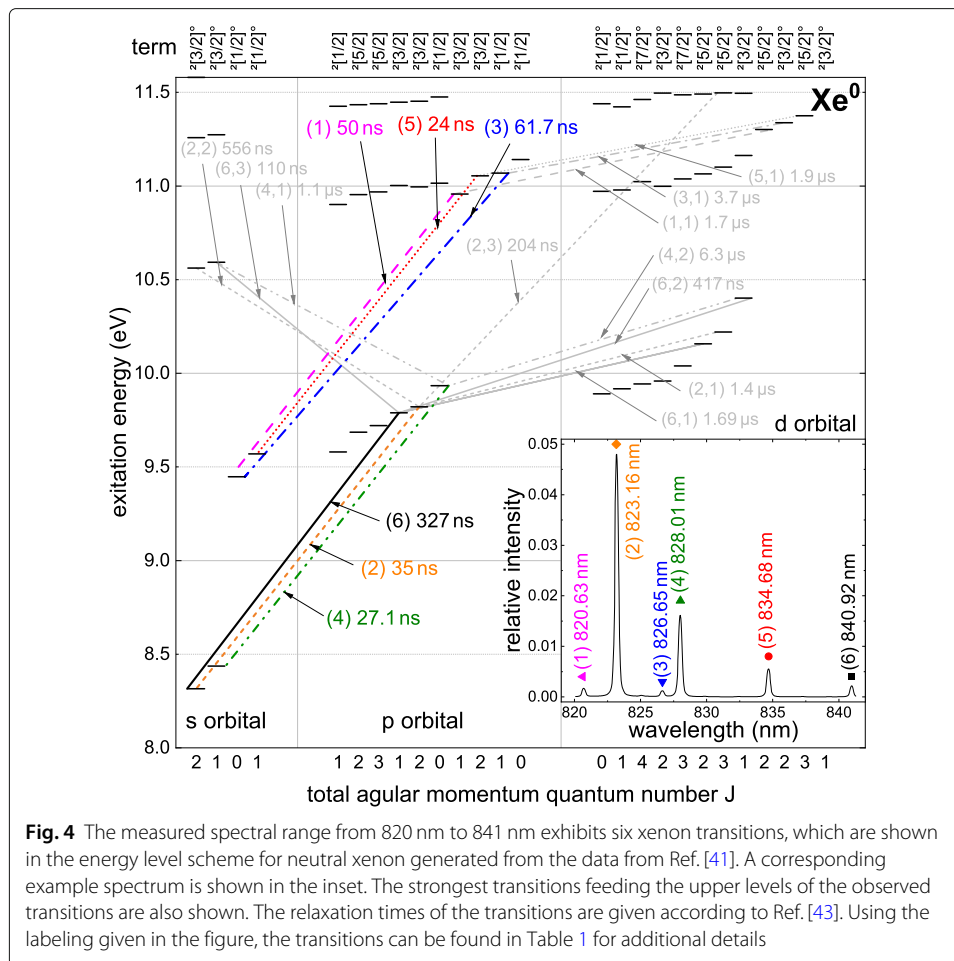 term
²[3/2]° ²[3/2]° ²[1/2]° ²[1/2]° ²[1/2] ²[5/2] ²[5/2] ²[3/2] ²[3/2] ²[1/2] ²[3/2] ²[3/2] ²[1/2] ²[1/2] ²[1/2]° ²[1/2]° ²[7/2]° ²[3/2]° ²[7/2]° ²[5/2]° ²[5/2]° ²[3/2]° ²[5/2]° ²[3/2]° ²[5/2]° ²[3/2]°
exitation energy (eV)
11.5
11.0
10.5
10.0
9.5
9.0
8.5
8.0
Xe⁰
(1) 50 ns
(5) 24 ns
(3) 61.7 ns
(2,2) 556 ns
(6,3) 110 ns
(4,1) 1.1 µs
(5,1) 1.9 µs
(3,1) 3.7 µs
(1,1) 1.7 µs
(2,3) 204 ns
(4,2) 6.3 µs
(6,2) 417 ns
(2,1) 1.4 µs
(6,1) 1.69 µs
d orbital
(6) 327 ns
(2) 35 ns
(4) 27.1 ns
s orbital
p orbital
relative intensity
0.05
0.04
0.03
0.02
0.01
0.00
(1) 820.63 nm
(2) 823.16 nm
(3) 826.65 nm
(4) 828.01 nm
(5) 834.68 nm
(6) 840.92 nm
820 825 830 835 840
wavelength (nm)
2 1 0 1 1 2 3 1 2 0 1 2 1 0 0 1 4 2 3 2 3 1 2 2 3 1
total agular momentum quantum number J
Fig. 4 The measured spectral range from 820 nm to 841 nm exhibits six xenon transitions, which are shown
in the energy level scheme for neutral xenon generated from the data from Ref. [41]. A corresponding
example spectrum is shown in the inset. The strongest transitions feeding the upper levels of the observed
transitions are also shown. The relaxation times of the transitions are given according to Ref. [43]. Using the
labeling given in the figure, the transitions can be found in Table 1 for additional details